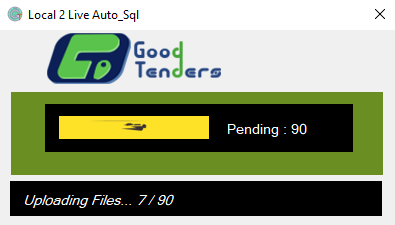 Local 2 Live Auto_Sql
Good
Tenders
Pending : 90
Uploading Files... 7 / 90